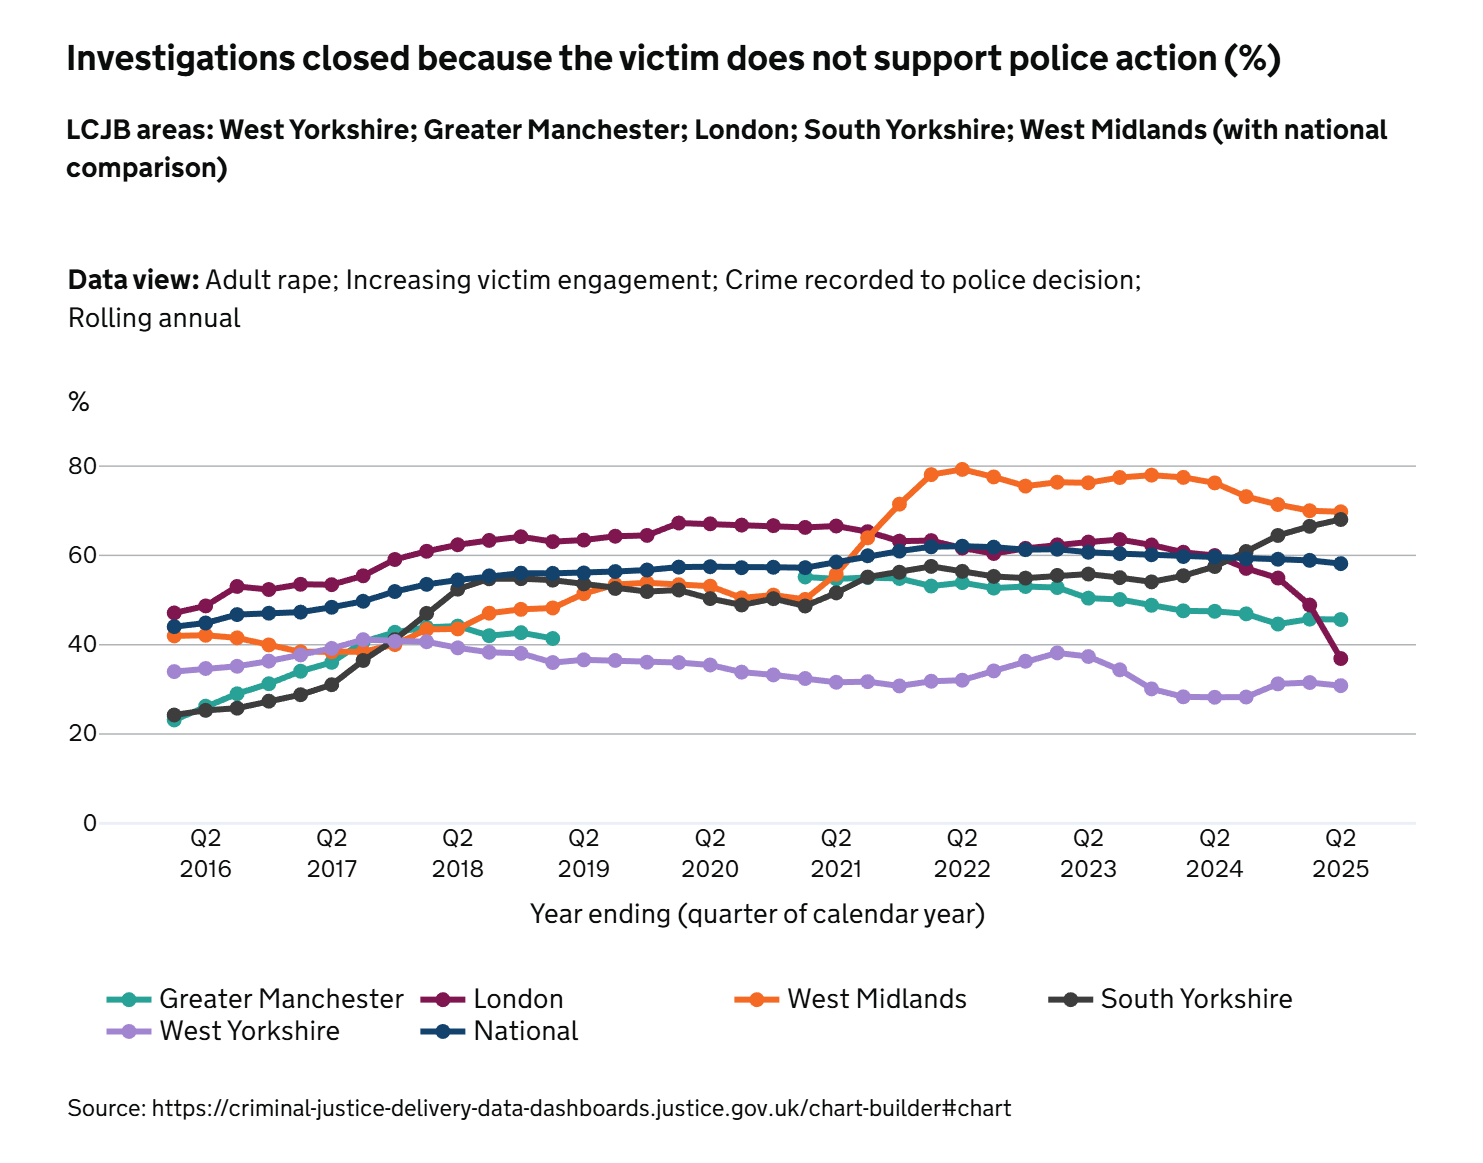 Investigations closed because the victim does not support police action (%)
LCJB areas: West Yorkshire; Greater Manchester; London; South Yorkshire; West Midlands (with national
comparison)
Data view: Adult rape; Increasing victim engagement; Crime recorded to police decision;
Rolling annual
%
80
60
40
20
0
Q2 Q2 Q2 Q2 Q2 Q2 Q2 Q2 Q2 Q2
2016 2017 2018 2019 2020 2021 2022 2023 2024 2025
Year ending (quarter of calendar year)
Greater Manchester London West Midlands South Yorkshire
West Yorkshire National
Source: https://criminal-justice-delivery-data-dashboards.justice.gov.uk/chart-builder#chart